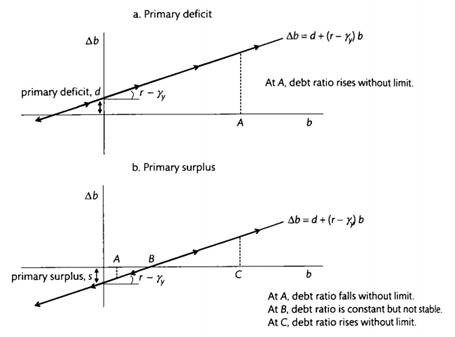 a. Primary deficit
Δb
Δb = d + (r – γy) b
primary deficit, d
r – γy
At A, debt ratio rises without limit.
A
b
b. Primary surplus
Δb
Δb = d + (r – γy) b
A
B
primary surplus, s
r – γy
C
b
At A, debt ratio falls without limit.
At B, debt ratio is constant but not stable.
At C, debt ratio rises without limit.